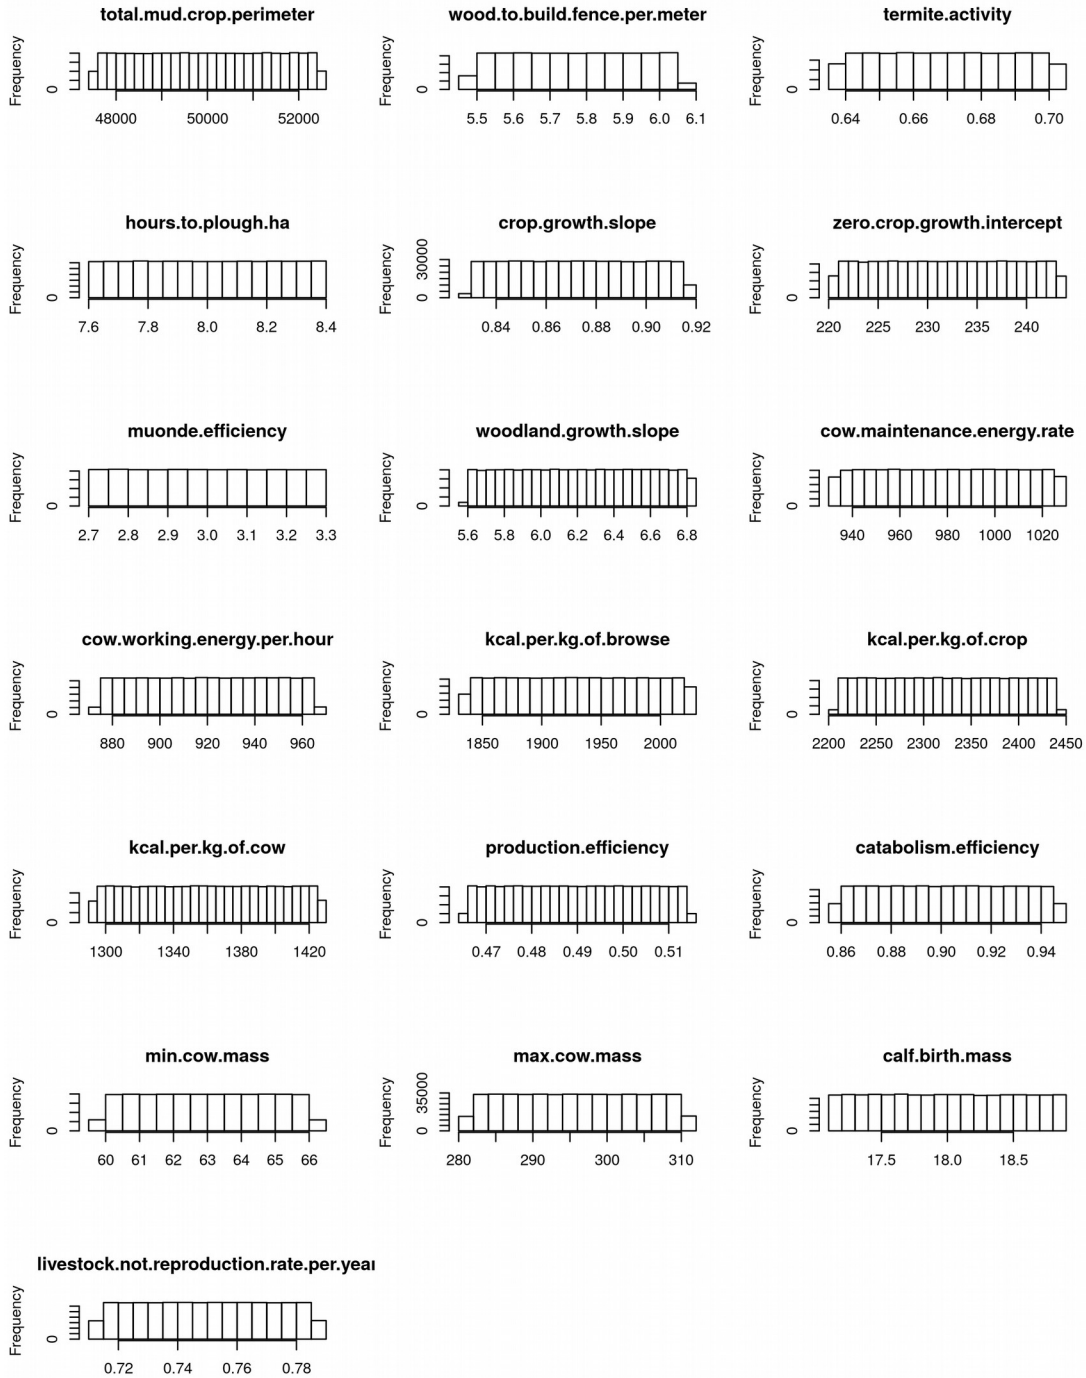 total.mud.crop.perimeter
Frequency
0
48000 50000 52000
wood.to.build.fence.per.meter
Frequency
0
5.5 5.6 5.7 5.8 5.9 6.0 6.1
termite.activity
Frequency
0
0.64 0.66 0.68 0.70
hours.to.plough.ha
Frequency
0
7.6 7.8 8.0 8.2 8.4
crop.growth.slope
Frequency
0 30000
0.84 0.86 0.88 0.90 0.92
zero.crop.growth.intercept
Frequency
0
220 225 230 235 240
muonde.efficiency
Frequency
0
2.7 2.8 2.9 3.0 3.1 3.2 3.3
woodland.growth.slope
Frequency
0
5.6 5.8 6.0 6.2 6.4 6.6 6.8
cow.maintenance.energy.rate
Frequency
0
940 960 980 1000 1020
cow.working.energy.per.hour
Frequency
0
880 900 920 940 960
kcal.per.kg.of.browse
Frequency
0
1850 1900 1950 2000
kcal.per.kg.of.crop
Frequency
0
2200 2250 2300 2350 2400 2450
kcal.per.kg.of.cow
Frequency
0
1300 1340 1380 1420
production.efficiency
Frequency
0
0.47 0.48 0.49 0.50 0.51
catabolism.efficiency
Frequency
0
0.86 0.88 0.90 0.92 0.94
min.cow.mass
Frequency
0
60 61 62 63 64 65 66
max.cow.mass
Frequency
0 35000
280 290 300 310
calf.birth.mass
Frequency
0
17.5 18.0 18.5
livestock.not.reproduction.rate.per.year
Frequency
0
0.72 0.74 0.76 0.78